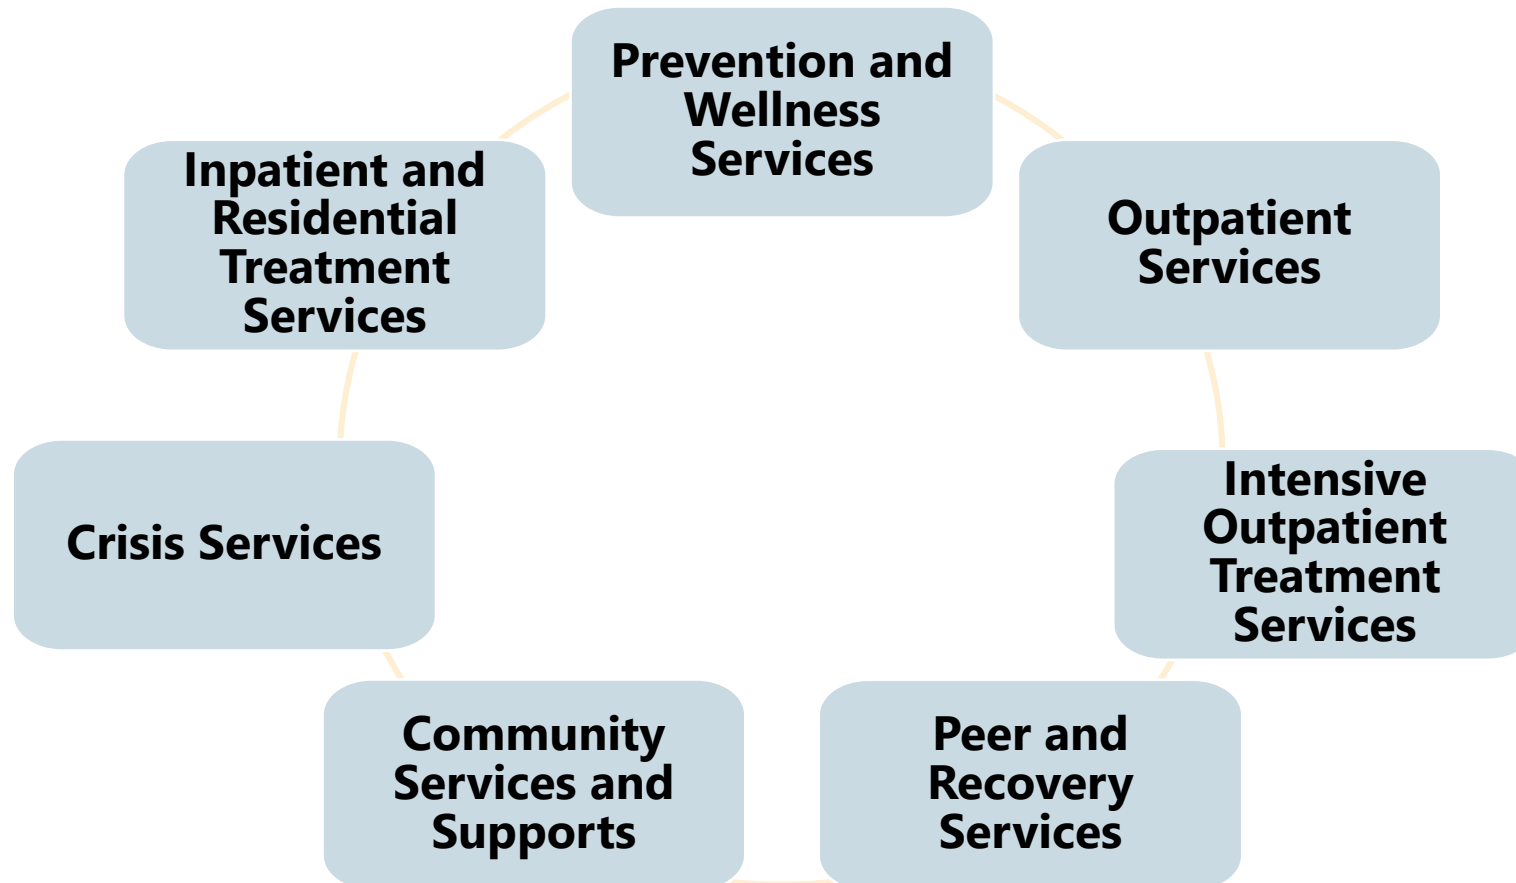 Prevention and
Wellness
Services
Outpatient
Services
Intensive
Outpatient
Treatment
Services
Peer and
Recovery
Services
Community
Services and
Supports
Crisis Services
Inpatient and
Residential
Treatment
Services